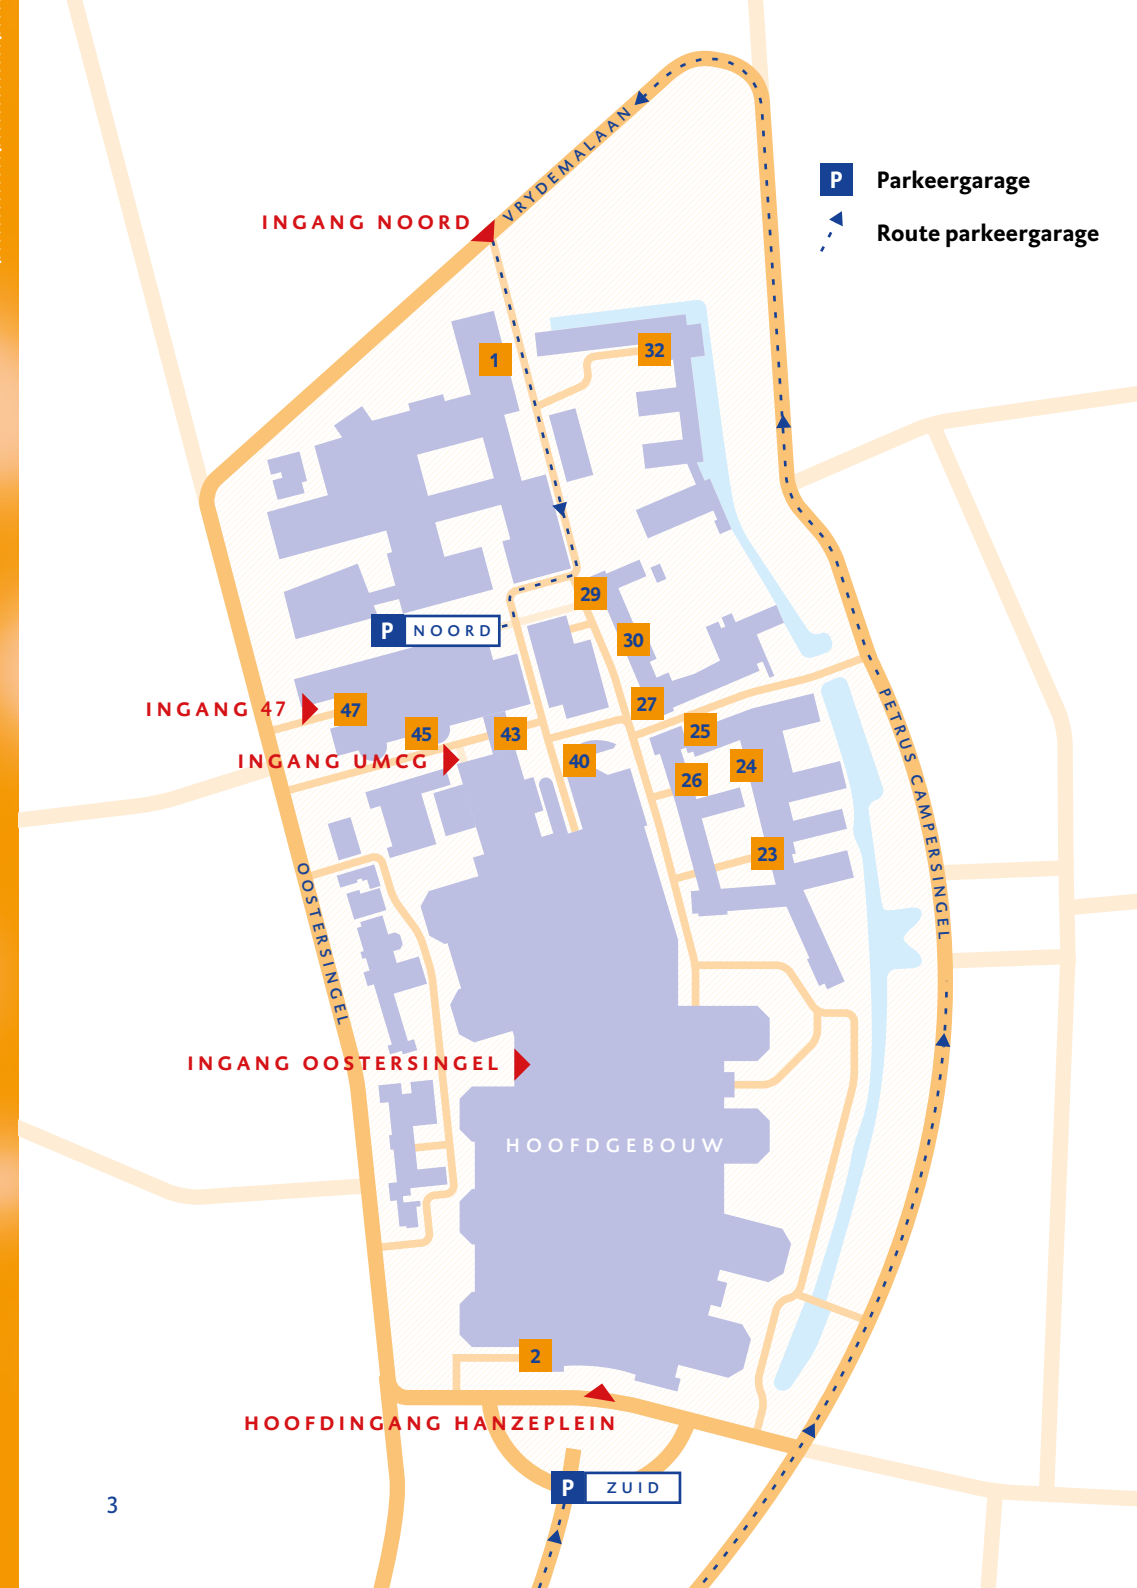 P Parkeergarage
Route parkeergarage
VRYDEMALAAN
INGANG NOORD
1
32
29
P NOORD
30
27
INGANG 47
47
45
43
25
INGANG UMCG
40
24
26
23
PETRUS CAMPERSINGEL
OOSTERSINGEL
INGANG OOSTERSINGEL
HOOFDGEBOUW
2
HOOFDINGANG HANZEPLEIN
P ZUID
3